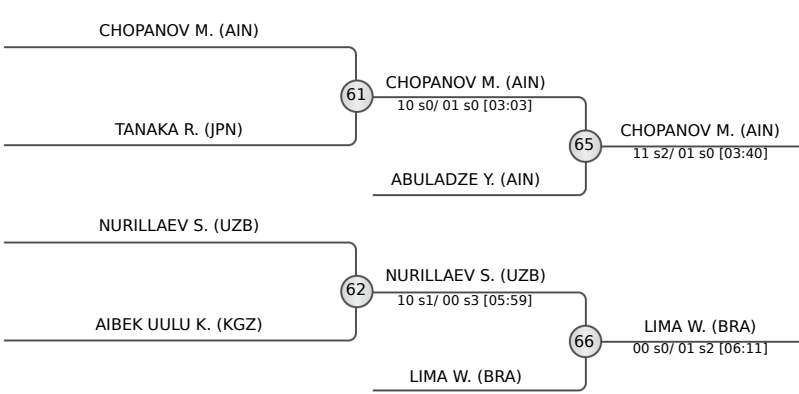 CHOPANOV M. (AIN)
61
TANAKA R. (JPN)
CHOPANOV M. (AIN)
10 s0/ 01 s0 [03:03]
65
ABULADZE Y. (AIN)
CHOPANOV M. (AIN)
11 s2/ 01 s0 [03:40]
NURILLAEV S. (UZB)
62
AIBEK UULU K. (KGZ)
NURILLAEV S. (UZB)
10 s1/ 00 s3 [05:59]
66
LIMA W. (BRA)
LIMA W. (BRA)
00 s0/ 01 s2 [06:11]